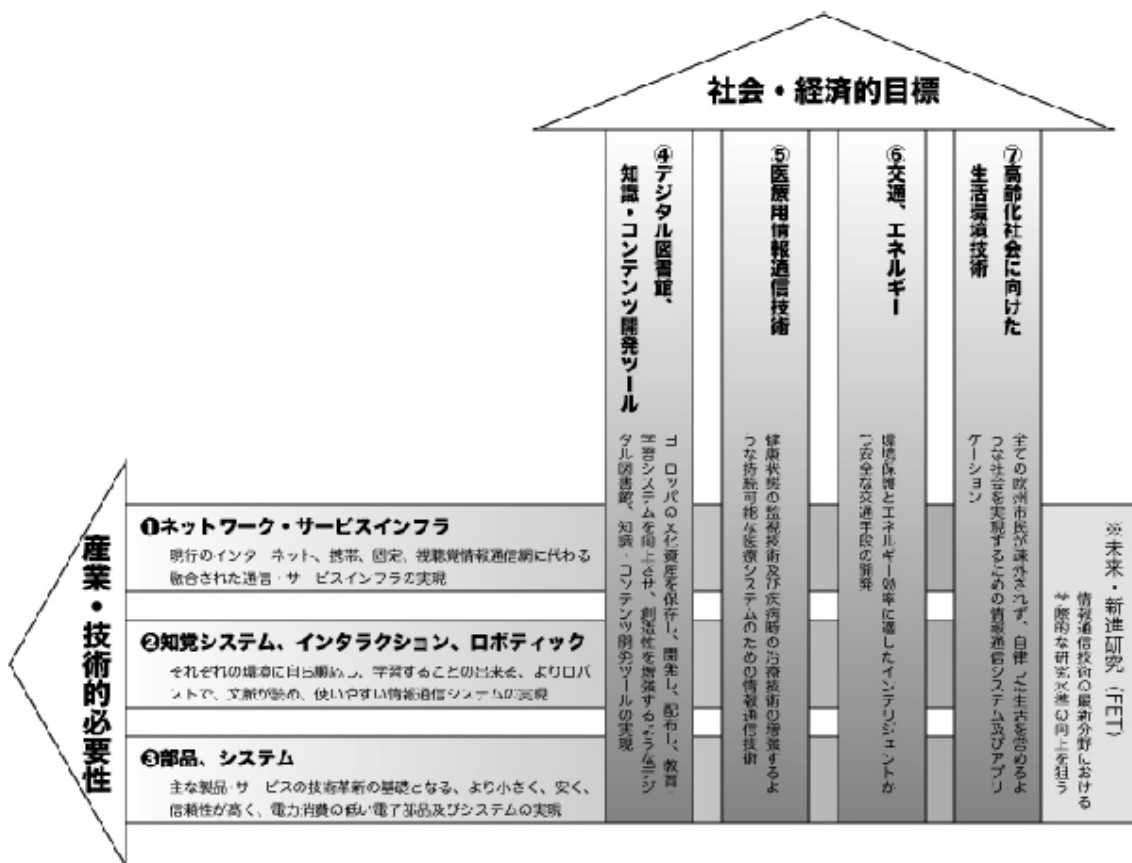 社会・経済的目標
④デジタル図書館、
知識・コンテンツ開発ツール
ヨーロッパの文化資産を保存し、開発し、配布し、教育・
学習システムを向上させ、創造性を増強するようなデジ
タル図書館、知識・コンテンツ開発ツールの実現
⑤医療用情報通信技術
健康状態の監視技術及び疾病時の治療技術の増強するよ
うな持続可能な医療システムのための情報通信技術
⑥交通、エネルギー
環境保護とエネルギー効率に適したインテリジェントか
つ安全な交通手段の開発
⑦高齢化社会に向けた
生活環境技術
全ての欧州市民が疎外されず、自律した生活を営めるよ
うな社会を実現するための情報通信システム及びアプリ
ケーション
産業・技術的必要性
❶ネットワーク・サービスインフラ
現行のインターネット、携帯、固定、視聴覚情報通信網に代わる
融合された通信・サービスインフラの実現
❷知覚システム、インタラクション、ロボティック
それぞれの環境に自ら順応し、学習することの出来る、よりロバ
ストで、文脈が読め、使いやすい情報通信システムの実現
❸部品、システム
主な製品・サービスの技術革新の基礎となる、より小さく、安く、
信頼性が高く、電力消費の低い電子部品及びシステムの実現
※未来・新進研究（FET）
情報通信技術の最新分野における
学際的な研究の向上を狙う